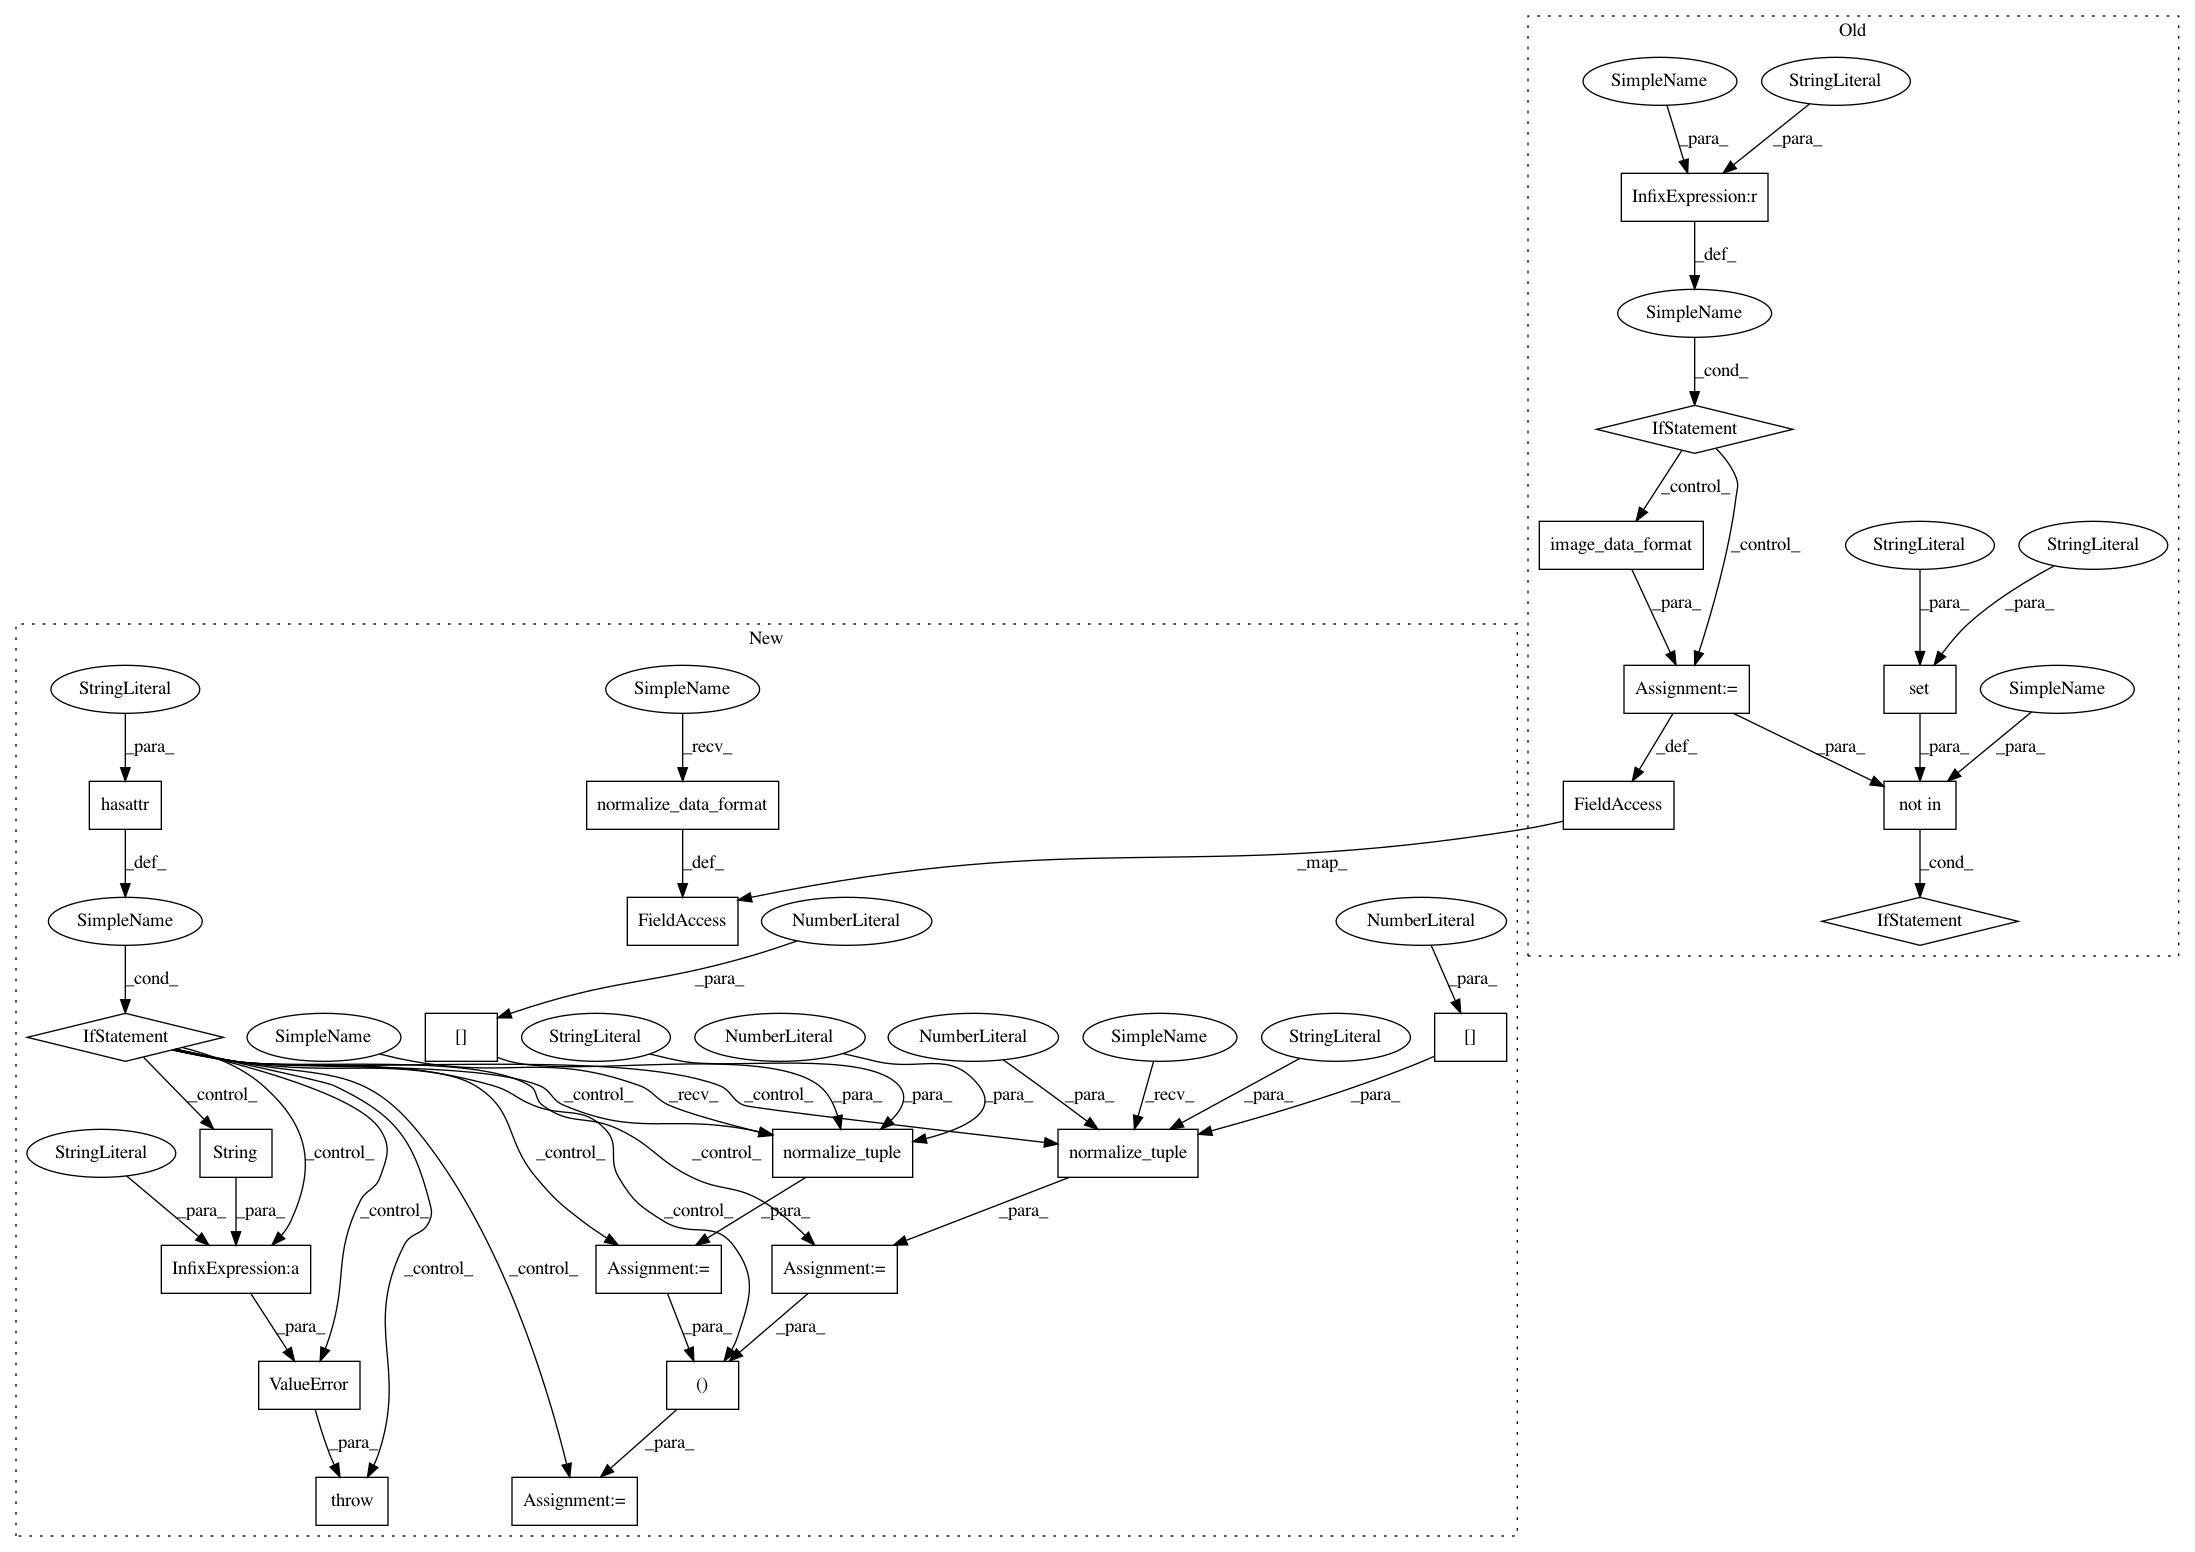 Old
SimpleName
StringLiteral
_para_
_para_
InfixExpression:r
_def_
SimpleName
_cond_
IfStatement
_control_
image_data_format
_control_
StringLiteral
StringLiteral
_para_
_para_
_para_
Assignment:=
set
SimpleName
_def_
_para_
_para_
_para_
FieldAccess
not in
_cond_
IfStatement
_map_
New
StringLiteral
SimpleName
_para_
_recv_
hasattr
normalize_data_format
_def_
_def_
SimpleName
FieldAccess
NumberLiteral
NumberLiteral
_cond_
_para_
_para_
IfStatement
SimpleName
[]
StringLiteral
NumberLiteral
NumberLiteral
SimpleName
StringLiteral
[]
_control_
_control_
_recv_
_control_
_para_
_para_
_para_
_para_
_recv_
_para_
_para_
StringLiteral
String
_control_
_control_
_control_
normalize_tuple
normalize_tuple
_para_
_para_
_control_
_control_
_para_
_para_
InfixExpression:a
_control_
_control_
Assignment:=
Assignment:=
_para_
_para_
_para_
ValueError
()
_para_
_para_
throw
Assignment:=